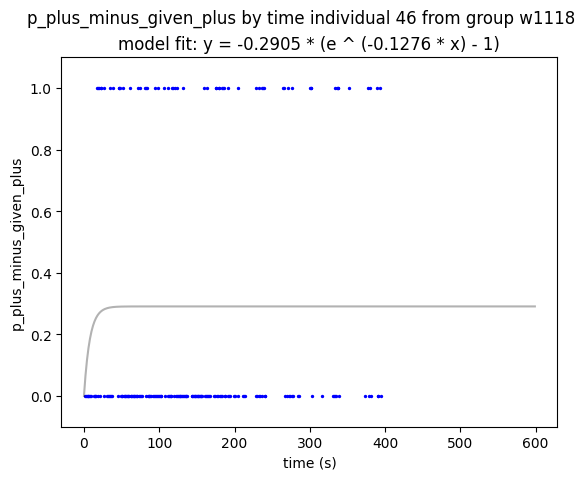 p_plus_minus_given_plus by time individual 46 from group w1118
model fit: y = -0.2905 * (e ^ (-0.1276 * x) - 1)
p_plus_minus_given_plus
1.0
0.8
0.6
0.4
0.2
0.0
0 100 200 300 400 500 600
time (s)